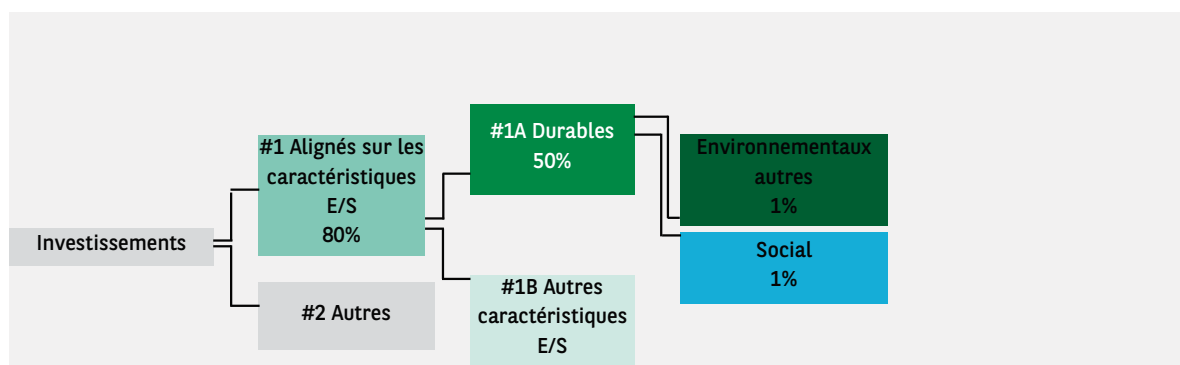 Investissements
#1 Alignés sur les
caractéristiques
E/S
80%
#2 Autres
#1A Durables
50%
#1B Autres
caractéristiques
E/S
Environnementaux
autres
1%
Social
1%